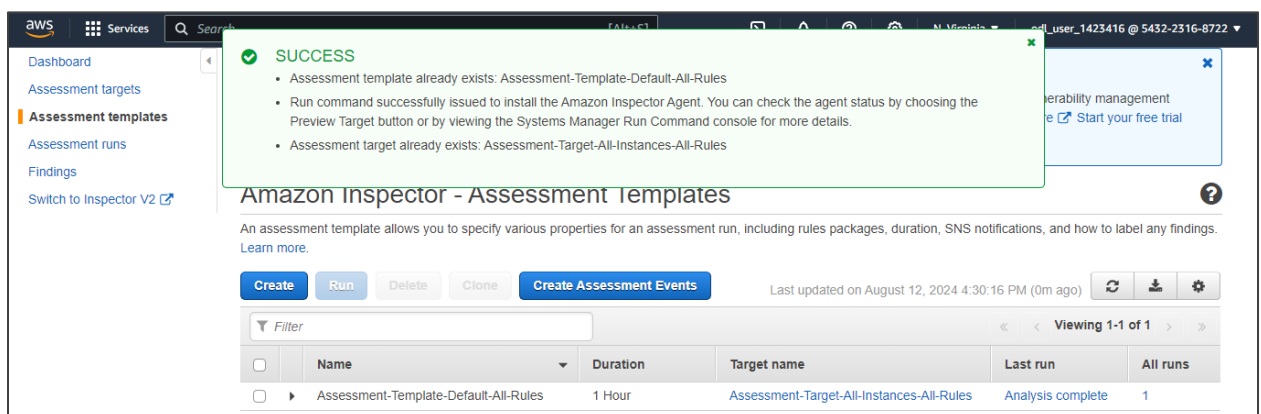 aws
Services
Search
[Alt+S]
N. Virginia
edl_user_1423416 @ 5432-2316-8722
Dashboard
Assessment targets
Assessment templates
Assessment runs
Findings
Switch to Inspector V2
SUCCESS
• Assessment template already exists: Assessment-Template-Default-All-Rules
• Run command successfully issued to install the Amazon Inspector Agent. You can check the agent status by choosing the
Preview Target button or by viewing the Systems Manager Run Command console for more details.
• Assessment target already exists: Assessment-Target-All-Instances-All-Rules
management
Start your free trial
Amazon Inspector - Assessment Templates
An assessment template allows you to specify various properties for an assessment run, including rules packages, duration, SNS notifications, and how to label any findings.
Learn more.
Create Run Delete Clone Create Assessment Events
Last updated on August 12, 2024 4:30:16 PM (0m ago)
Filter
Viewing 1-1 of 1
Name Duration Target name Last run All runs
Assessment-Template-Default-All-Rules 1 Hour Assessment-Target-All-Instances-All-Rules Analysis complete 1